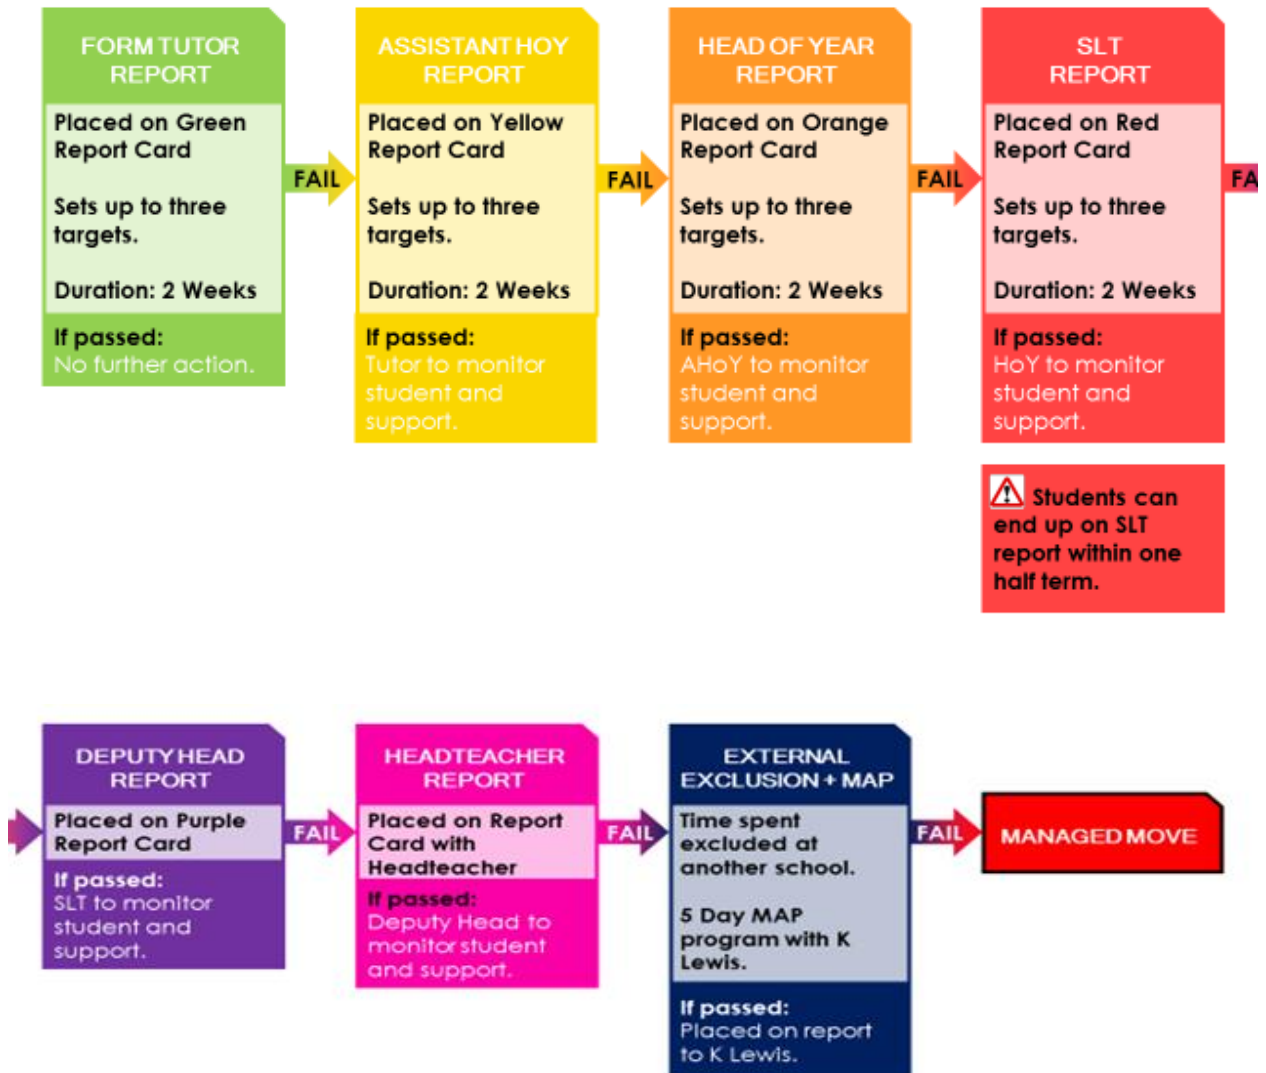 FORM TUTOR
REPORT
Placed on Green
Report Card
Sets up to three
targets.
Duration: 2 Weeks
If passed:
No further action.
FAIL
ASSISTANT HOY
REPORT
Placed on Yellow
Report Card
Sets up to three
targets.
Duration: 2 Weeks
If passed:
Tutor to monitor
student and
support.
FAIL
HEAD OF YEAR
REPORT
Placed on Orange
Report Card
Sets up to three
targets.
Duration: 2 Weeks
If passed:
AHoY to monitor
student and
support.
FAIL
SLT
REPORT
Placed on Red
Report Card
Sets up to three
targets.
Duration: 2 Weeks
If passed:
HoY to monitor
student and
support.
FA
Students can
end up on SLT
report within one
half term.
DEPUTY HEAD
REPORT
Placed on Purple
Report Card
If passed:
SLT to monitor
student and
support.
FAIL
HEADTEACHER
REPORT
Placed on Report
Card with
Headteacher
If passed:
Deputy Head to
monitor student
and support.
FAIL
EXTERNAL
EXCLUSION + MAP
Time spent
excluded at
another school.
5 Day MAP
program with K
Lewis.
If passed:
Placed on report
to K Lewis.
FAIL
MANAGED MOVE